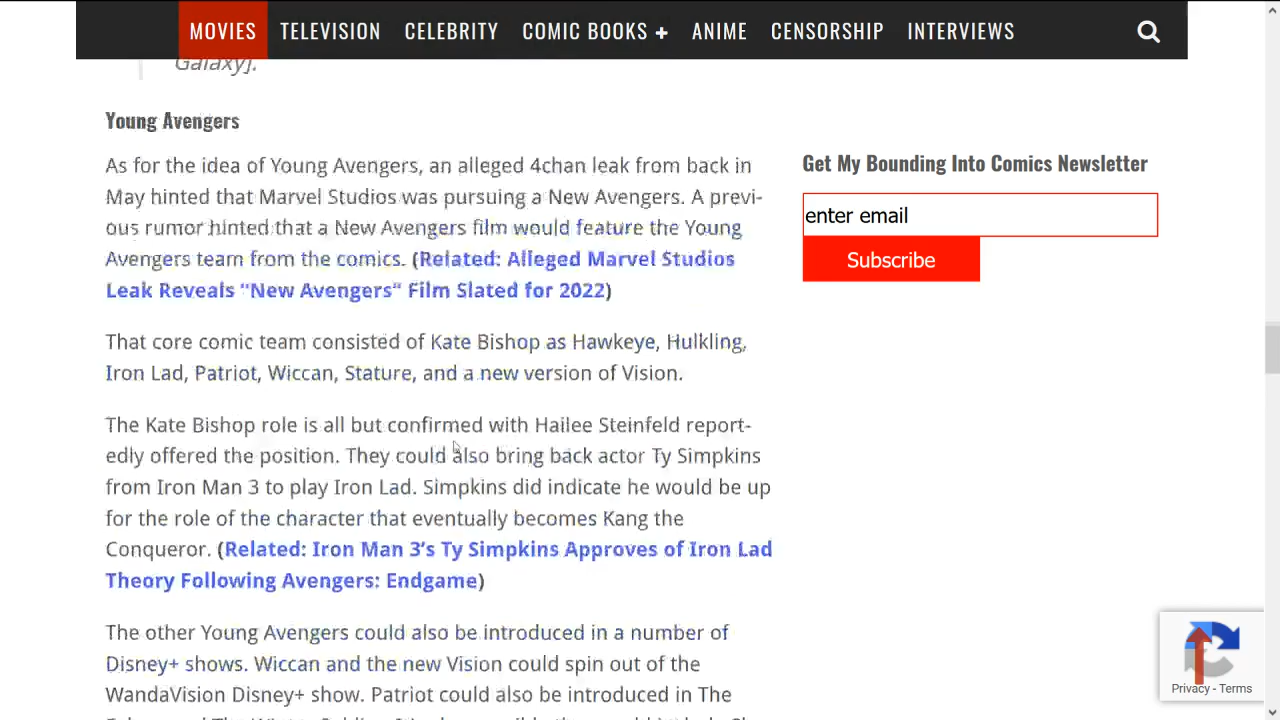 MOVIES TELEVISION CELEBRITY COMIC BOOKS + ANIME CENSORSHIP INTERVIEWS
Galaxy].
Young Avengers
As for the idea of Young Avengers, an alleged 4chan leak from back in
May hinted that Marvel Studios was pursuing a New Avengers. A previ-
ous rumor hinted that a New Avengers film would feature the Young
Avengers team from the comics. (Related: Alleged Marvel Studios
Leak Reveals "New Avengers" Film Slated for 2022)
That core comic team consisted of Kate Bishop as Hawkeye, Hulkling,
Iron Lad, Patriot, Wiccan, Stature, and a new version of Vision.
The Kate Bishop role is all but confirmed with Hailee Steinfeld report-
edly offered the position. They could also bring back actor Ty Simpkins
from Iron Man 3 to play Iron Lad. Simpkins did indicate he would be up
for the role of the character that eventually becomes Kang the
Conqueror. (Related: Iron Man 3's Ty Simpkins Approves of Iron Lad
Theory Following Avengers: Endgame)
The other Young Avengers could also be introduced in a number of
Disney+ shows. Wiccan and the new Vision could spin out of the
WandaVision Disney+ show. Patriot could also be introduced in The
Get My Bounding Into Comics Newsletter
enter email
Subscribe
Privacy - Terms